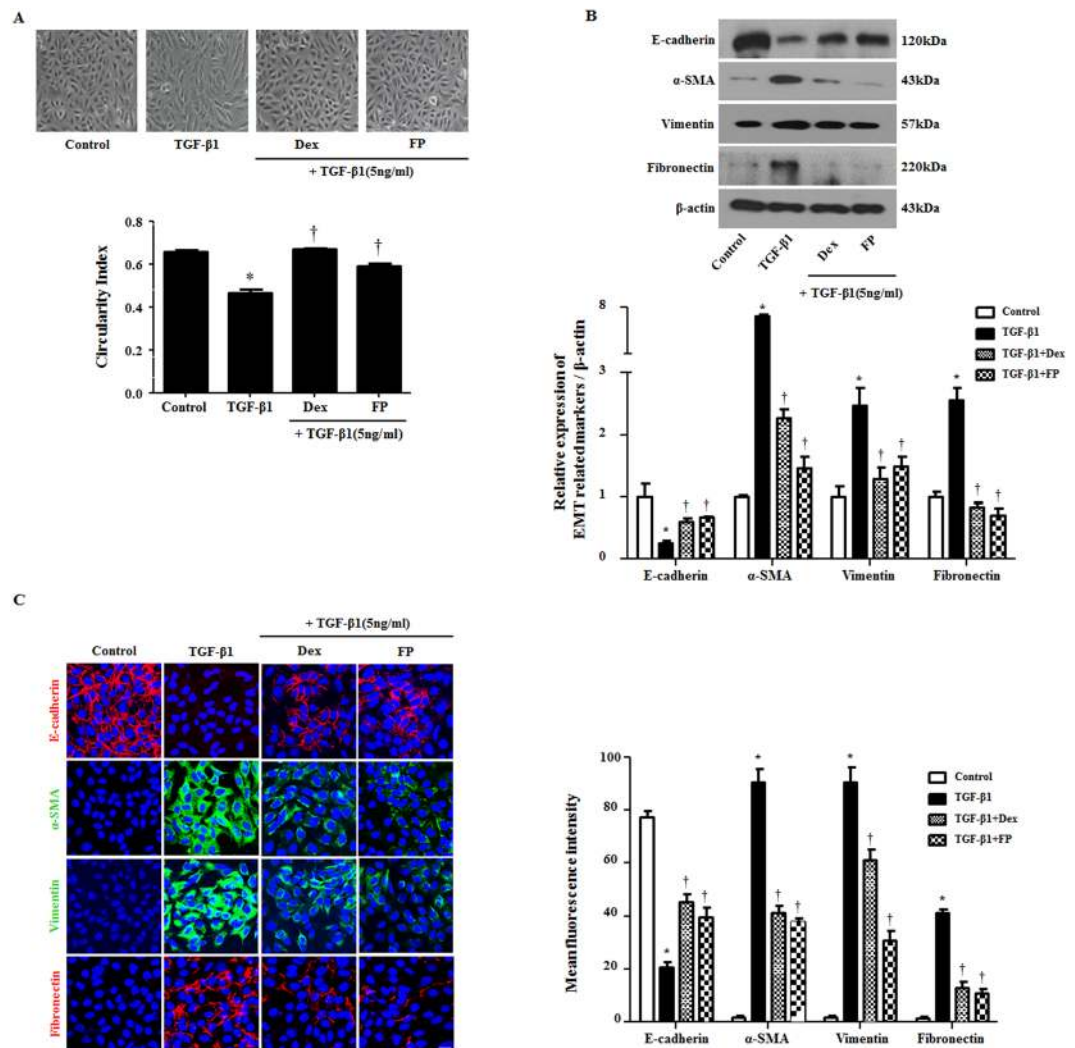 A
Control TGF-β1 Dex FP
+ TGF-β1(5ng/ml)
Circularity Index
0.8
0.6
0.4
0.2
0.0
†
†
*
Control TGF-β1 Dex FP
+ TGF-β1(5ng/ml)
B
E-cadherin 120kDa
α-SMA 43kDa
Vimentin 57kDa
Fibronectin 220kDa
β-actin 43kDa
Control TGF-β1 Dex FP
+ TGF-β1(5ng/ml)
Relative expression of
EMT related markers / β-actin
8
3
2
1
0
* † †
* † †
* † †
* † †
Control
TGF-β1
TGF-β1+Dex
TGF-β1+FP
E-cadherin α-SMA Vimentin Fibronectin
C
+ TGF-β1(5ng/ml)
Control TGF-β1 Dex FP
E-cadherin
α-SMA
Vimentin
Fibronectin
Mean fluorescence intensity
100
80
60
40
20
0
* † †
* † †
* † †
* † †
Control
TGF-β1
TGF-β1+Dex
TGF-β1+FP
E-cadherin α-SMA Vimentin Fibronectin